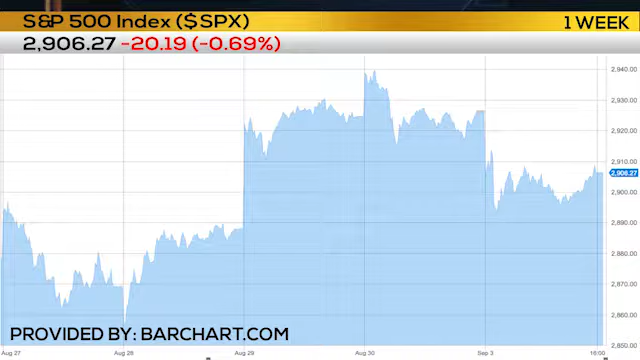 S&P 500 Index ($SPX)
1 WEEK
2,906.27 -20.19 (-0.69%)
2,940.00
2,930.00
2,920.00
2,910.00
2,906.27
2,900.00
2,890.00
2,880.00
2,870.00
2,860.00
2,850.00
PROVIDED BY: BARCHART.COM
Aug 27
Aug 28
Aug 29
Aug 30
Sep 3
16:00